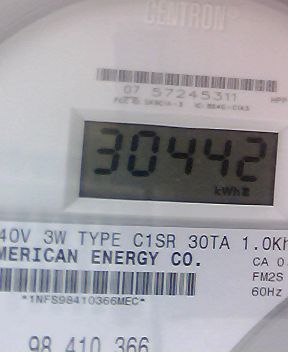 CENTRON
07 57245311
30442
kWh
40V 3W TYPE C1SR 30TA 1.0Kh
MERICAN ENERGY CO.
CA 0
FM2S
60Hz
*1NFS98410366MEC*
98 410 366